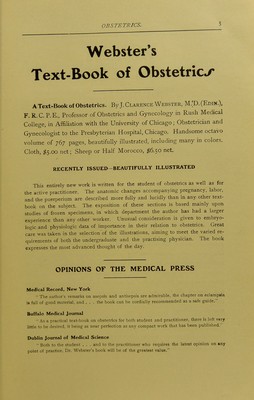 OBSTETRICS. 5
Webster's
Text-Book of Obstetrics
A Text-Book of Obstetrics. By J. CLARENCE WEBSTER, M.D. (EDIN.),
F. R. C. P. E., Professor of Obstetrics and Gynecology in Rush Medical
College, in Affiliation with the University of Chicago; Obstetrician and
Gynecologist to the Presbyterian Hospital, Chicago. Handsome octavo
volume of 767 pages, beautifully illustrated, including many in colors.
Cloth, $5.00 net; Sheep or Half Morocco, $6.50 net.
RECENTLY ISSUED—BEAUTIFULLY ILLUSTRATED
This entirely new work is written for the student of obstetrics as well as for
the active practitioner. The anatomic changes accompanying pregnancy, labor,
and the puerperium are described more fully and lucidly than in any other text-
book on the subject. The exposition of these sections is based mainly upon
studies of frozen specimens, in which department the author has had a larger
experience than any other worker. Unusual consideration is given to embryo-
logic and physiologic data of importance in their relation to obstetrics. Great
care was taken in the selection of the illustrations, aiming to meet the varied re-
quirements of both the undergraduate and the practising physician. The book
expresses the most advanced thought of the day.
OPINIONS OF THE MEDICAL PRESS
Medical Record, New York
"The author's remarks on asepsis and antisepsis are admirable, the chapter on eclampsia
is full of good material, and . . . the book can be cordially recommended as a safe guide."
Buffalo Medical Journal
"As a practical text-book on obstetrics for both student and practitioner, there is left very
little to be desired, it being as near perfection as any compact work that has been published."
Dublin Journal of Medical Science
"Both to the student . . . and to the practitioner who requires the latest opinion on any
point of practice, Dr. Webster's book will be of the greatest value."